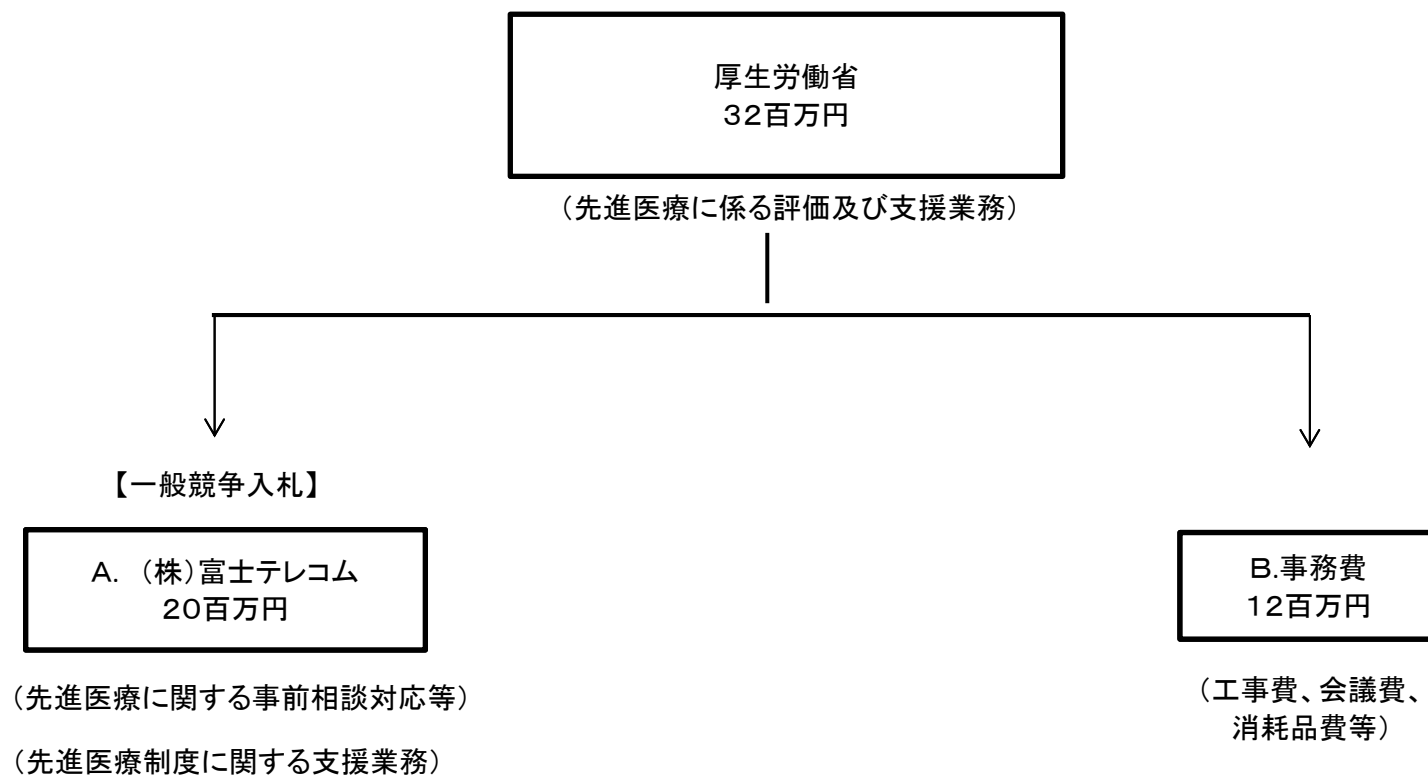 厚生労働省
３２百万円
（先進医療に係る評価及び支援業務）
【一般競争入札】
Ａ．（株）富士テレコム
２０百万円
（先進医療に関する事前相談対応等）
（先進医療制度に関する支援業務）
Ｂ.事務費
１２百万円
（工事費、会議費、
消耗品費等）